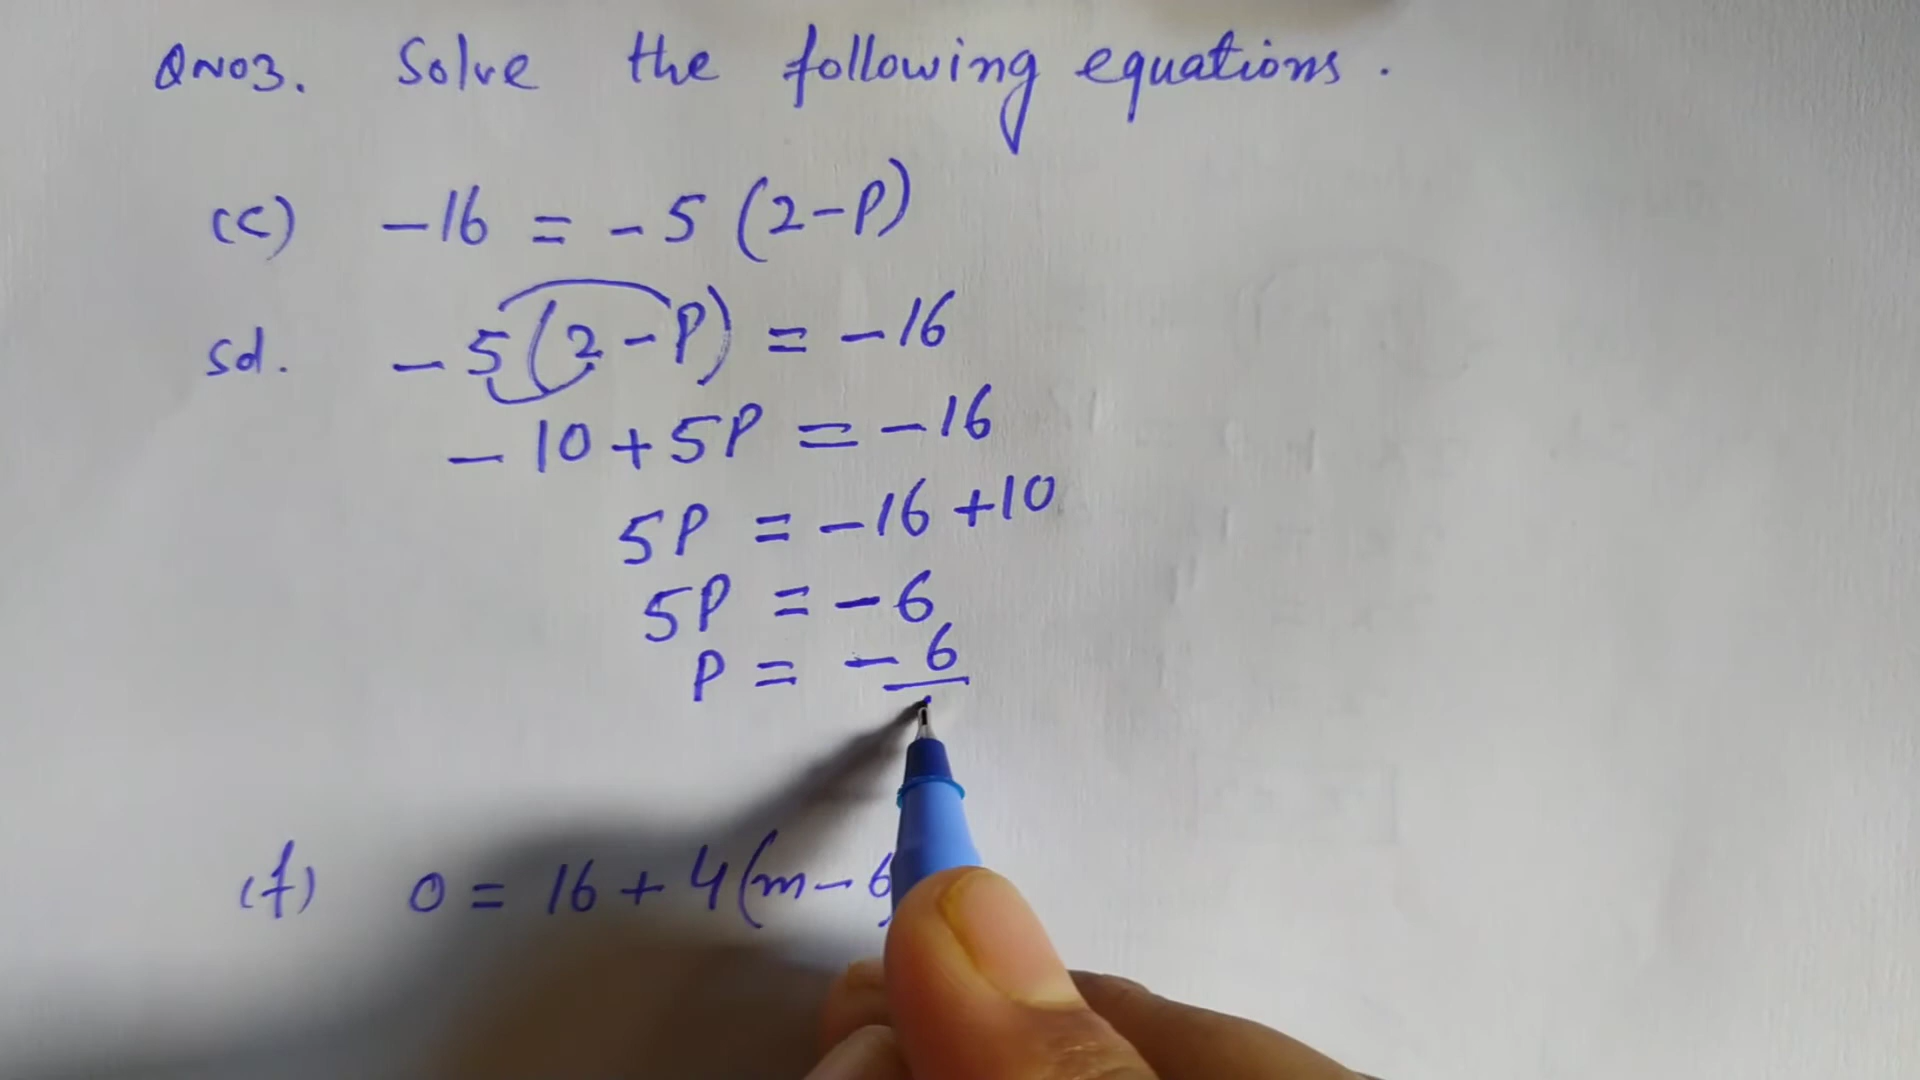 QNO3. Solve the following equations.
(c) -16 = -5 (2-P)
Sol. -5(2-P) = -16
-10+5P = -16
5P = -16+10
5P = -6
P = -6
(f) 0 = 16+4(m-6)